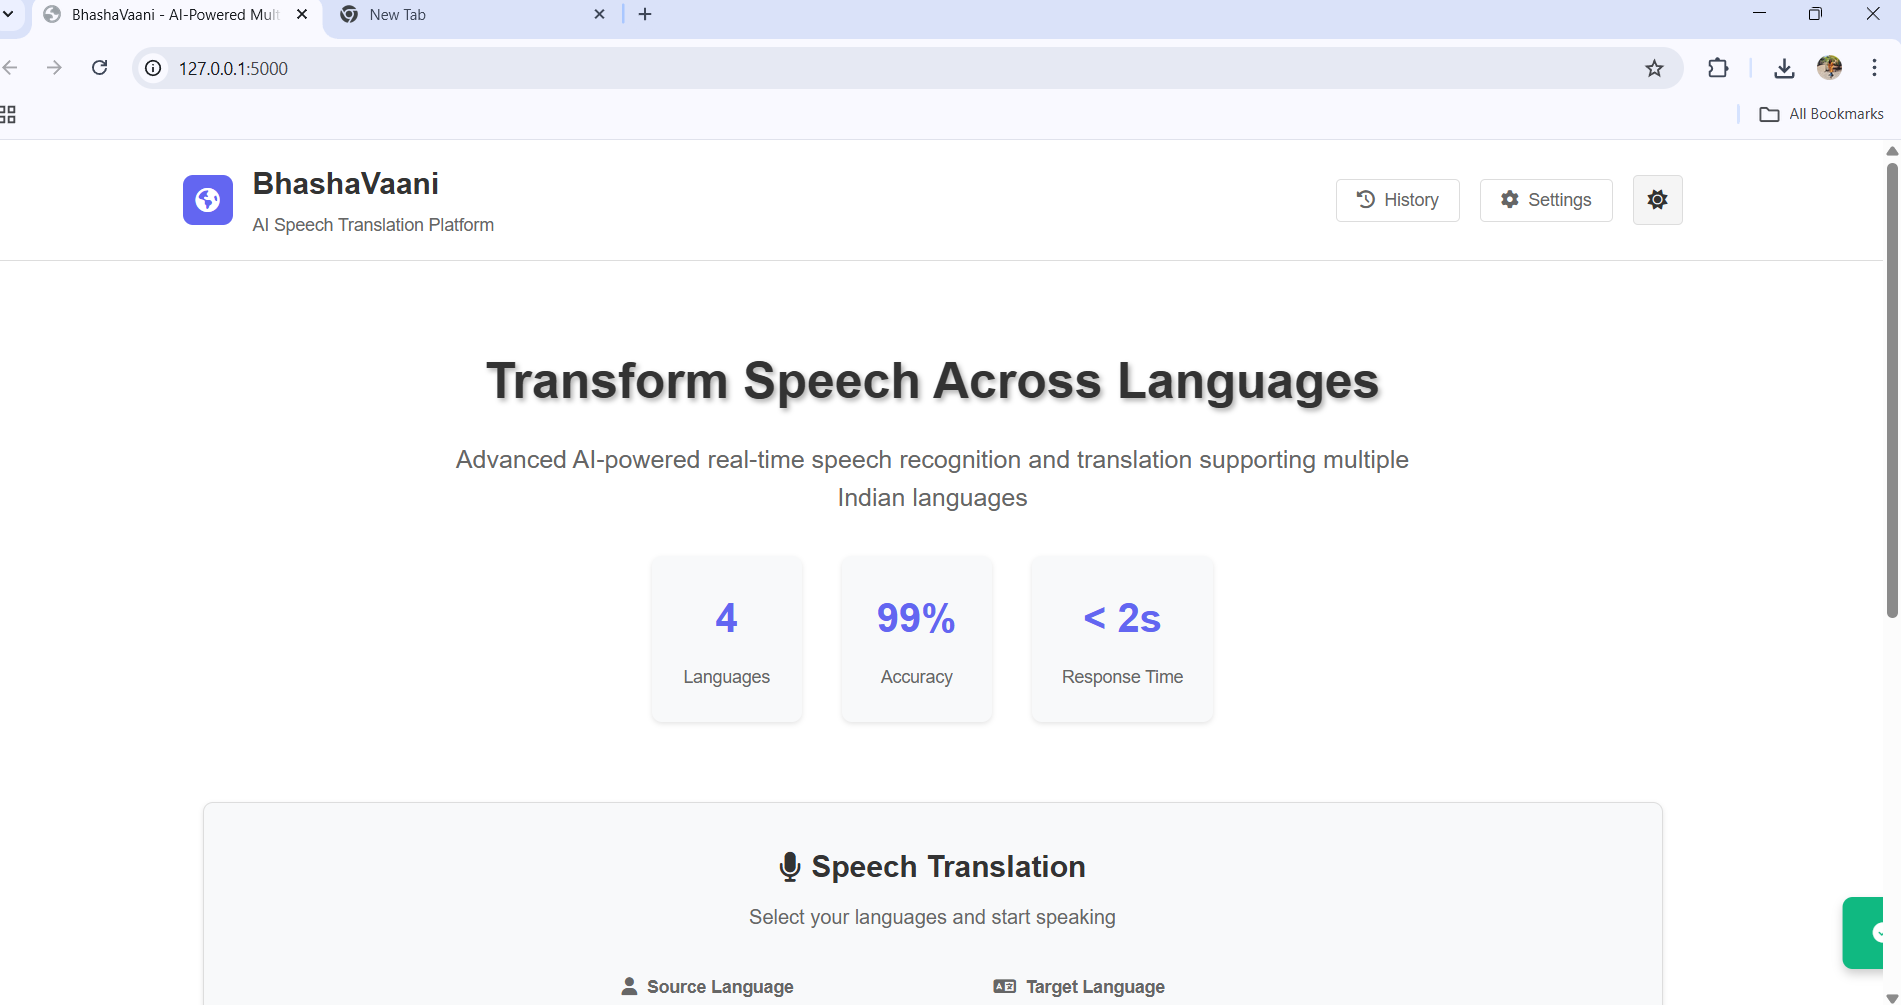 BhashaVaani - AI-Powered Mult
New Tab
127.0.0.1:5000
All Bookmarks
BhashaVaani
AI Speech Translation Platform
History
Settings
Transform Speech Across Languages
Advanced AI-powered real-time speech recognition and translation supporting multiple
Indian languages
4
Languages
99%
Accuracy
< 2s
Response Time
Speech Translation
Select your languages and start speaking
Source Language
Target Language